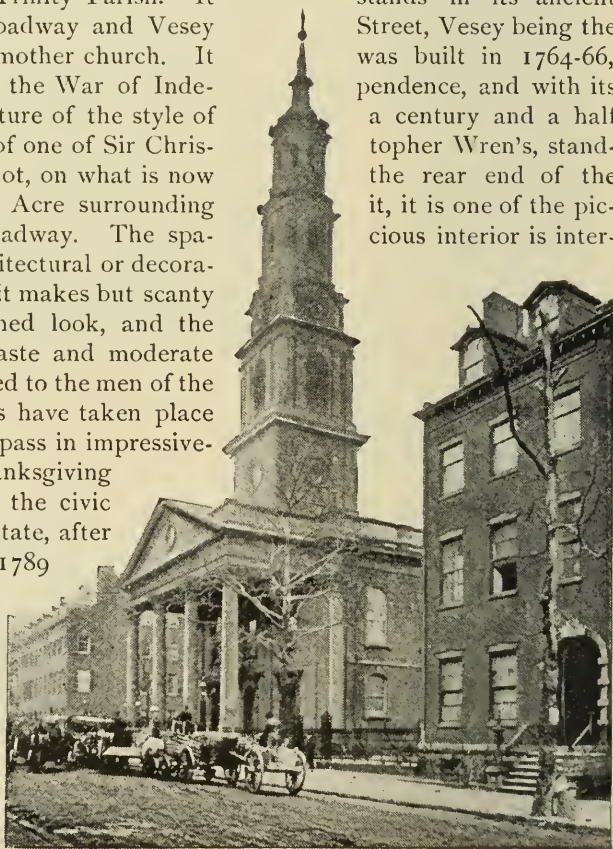 Trinity Parish. It stands in its ancient
oadway and Vesey Street, Vesey being the
mother church. It was built in 1764-66,
the War of Inde- pendence, and with its
ture of the style of a century and a half
of one of Sir Chris- topher Wren's, stand-
ot, on what is now the rear end of the
Acre surrounding it, it is one of the pic-
adway. The spa- cious interior is inter-
itectural or decora-
it makes but scanty
ned look, and the
aste and moderate
ed to the men of the
s have taken place
pass in impressive-
anksgiving
the civic
tate, after
1789